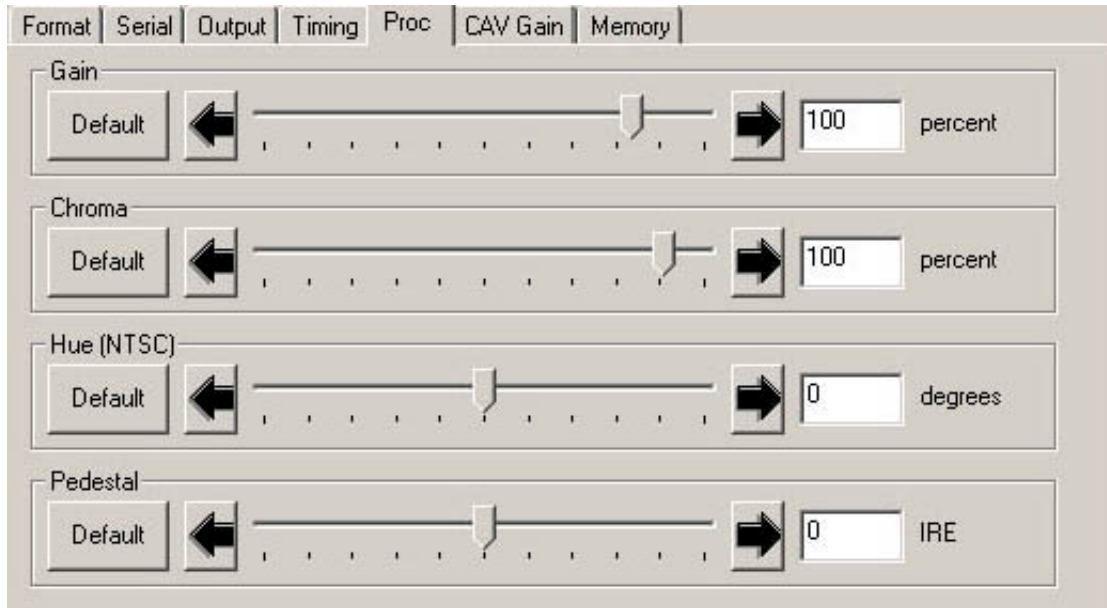 Format Serial Output Timing Proc CAV Gain Memory
Gain
Default 100 percent
Chroma
Default 100 percent
Hue (NTSC)
Default 0 degrees
Pedestal
Default 0 IRE